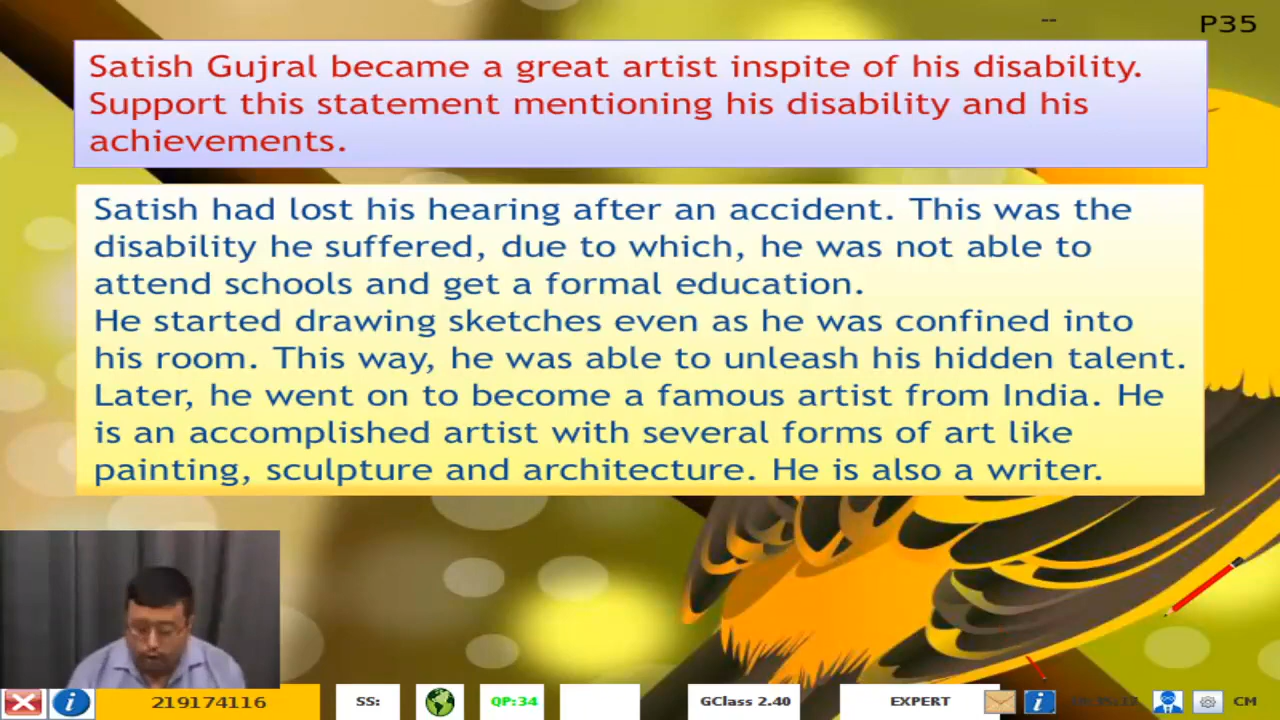 --
P35
Satish Gujral became a great artist inspite of his disability.
Support this statement mentioning his disability and his
achievements.
Satish had lost his hearing after an accident. This was the
disability he suffered, due to which, he was not able to
attend schools and get a formal education.
He started drawing sketches even as he was confined into
his room. This way, he was able to unleash his hidden talent.
Later, he went on to become a famous artist from India. He
is an accomplished artist with several forms of art like
painting, sculpture and architecture. He is also a writer.
219174116 SS: QP:34 GClass 2.40 EXPERT CM